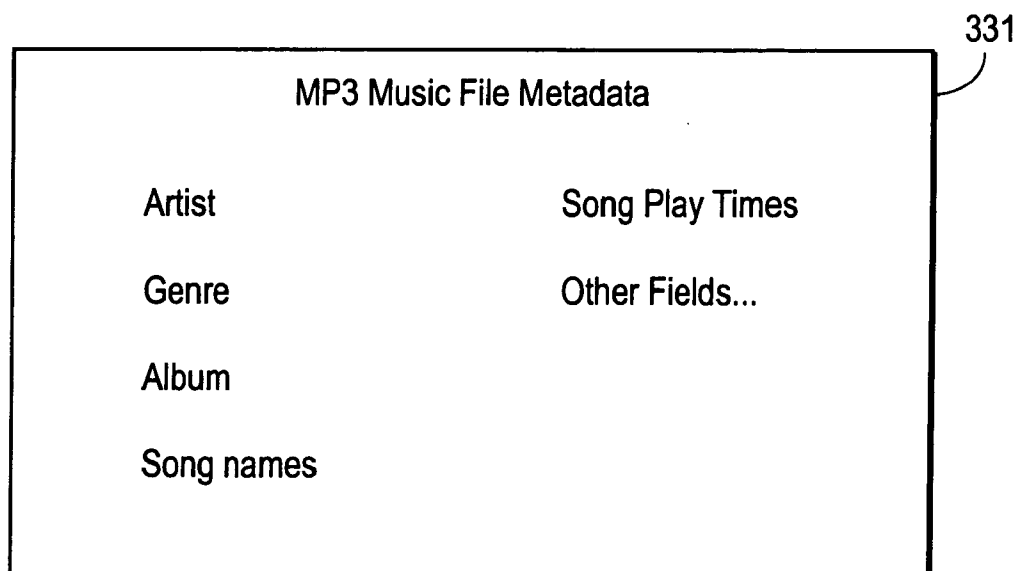 331
MP3 Music File Metadata
Artist
Genre
Album
Song names
Song Play Times
Other Fields...